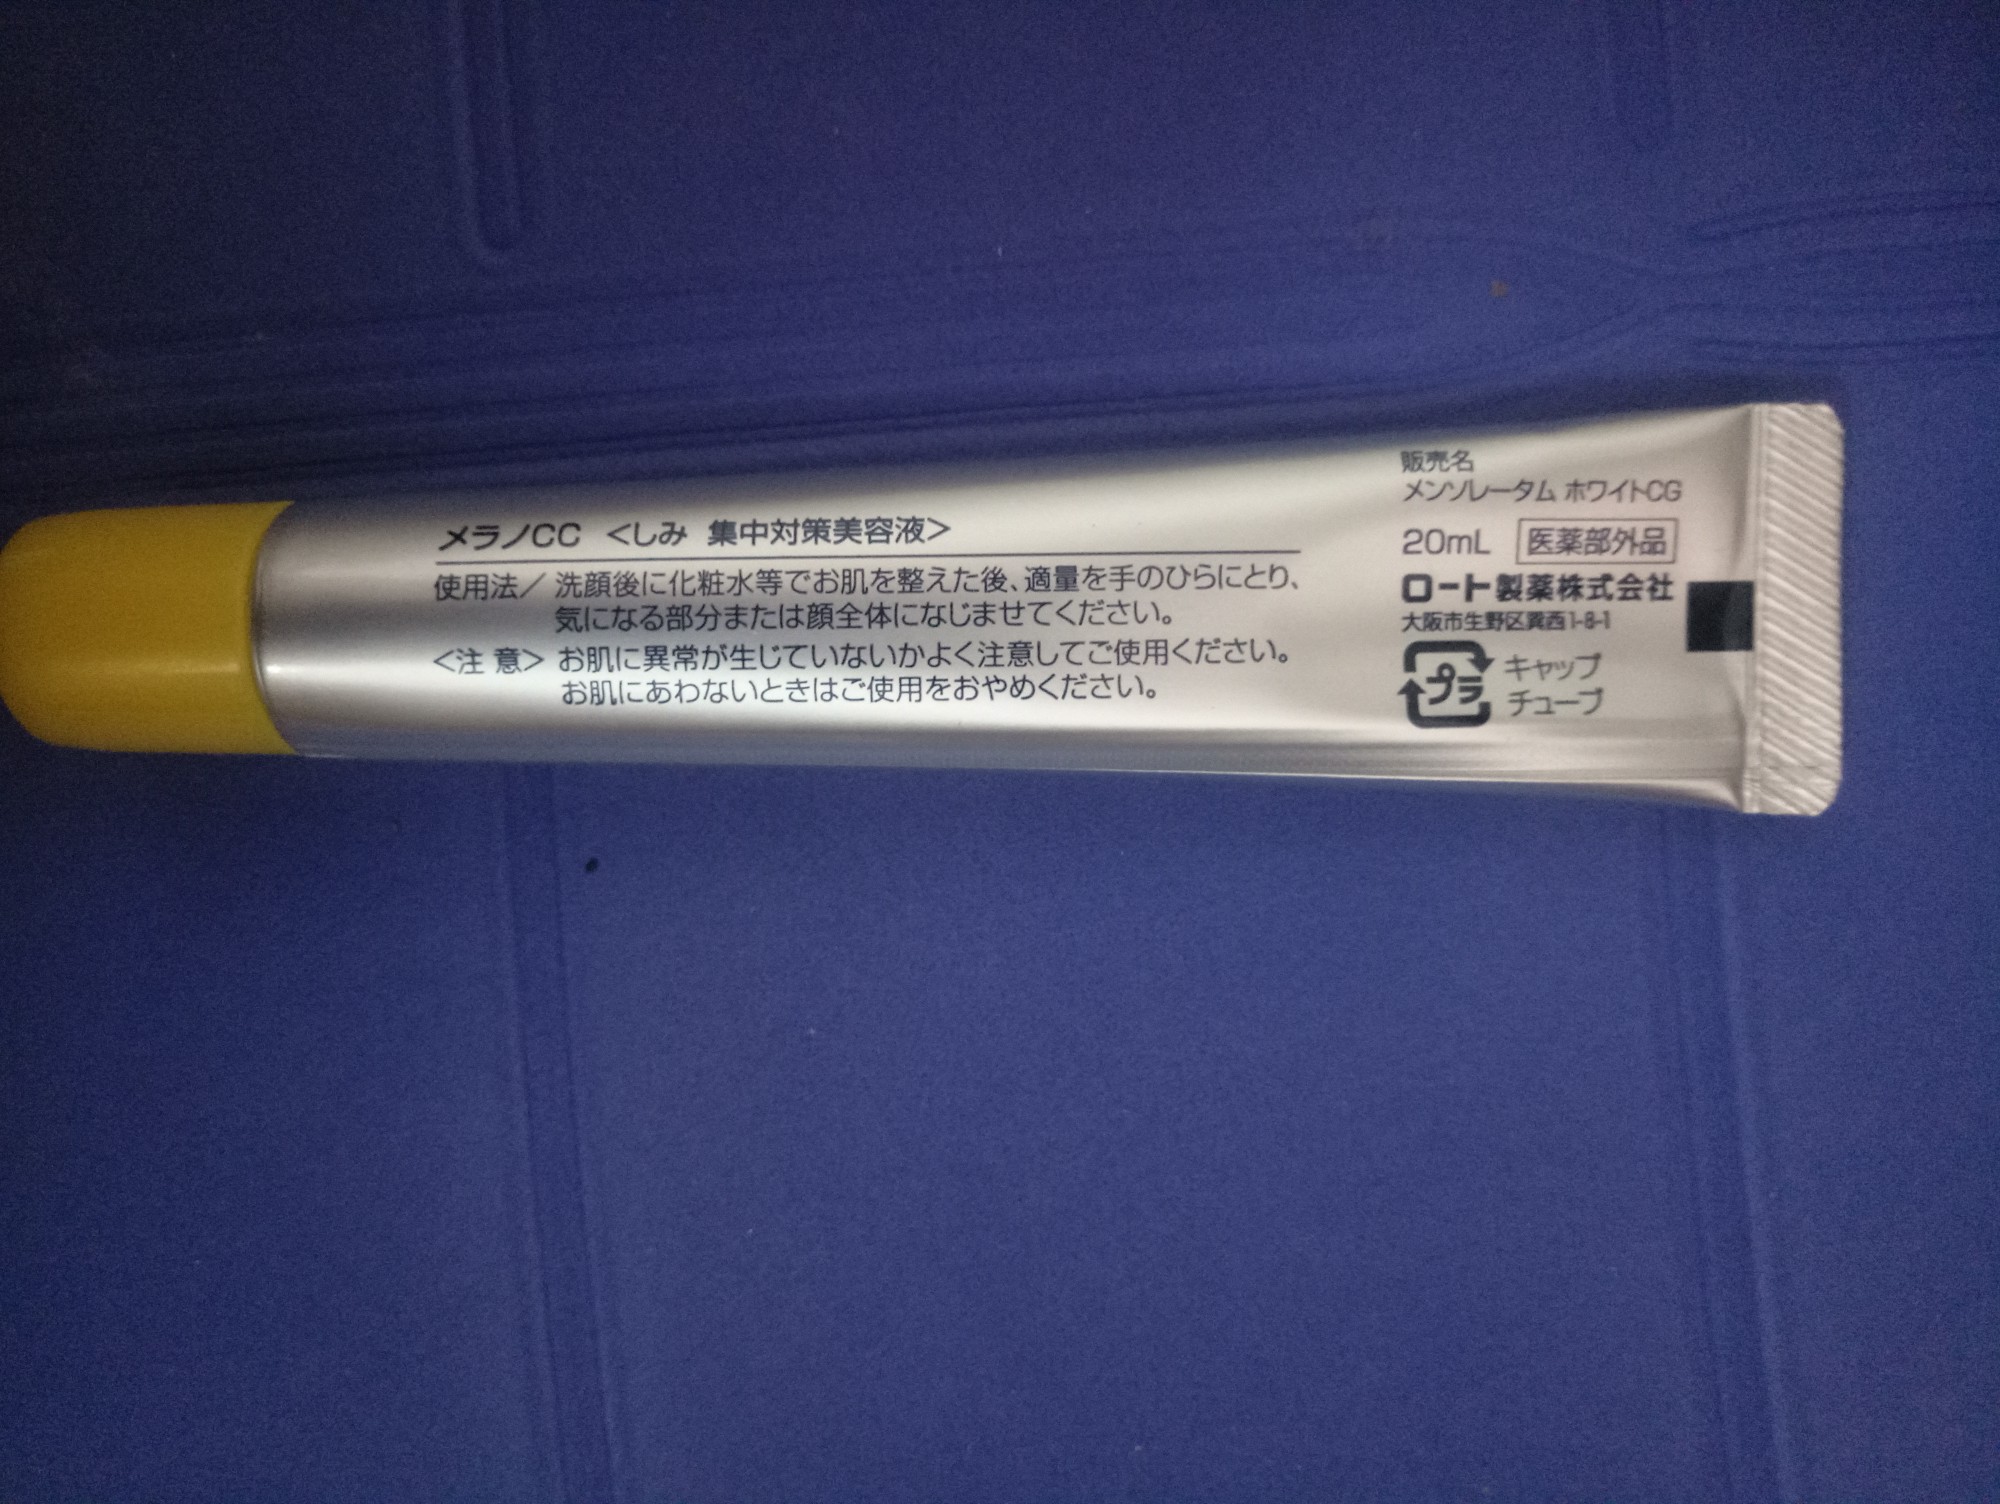 メラノCC <しみ 集中対策美容液>
使用法／洗顔後に化粧水等でお肌を整えた後、適量を手のひらにとり、
気になる部分または顔全体になじませてください。
<注 意> お肌に異常が生じていないかよく注意してご使用ください。
お肌にあわないときはご使用をおやめください。
販売名
メンソレータム ホワイトCG
20mL 医薬部外品
ロート製薬株式会社
大阪市生野区巽西1-8-1
プラ キャップ
チューブ